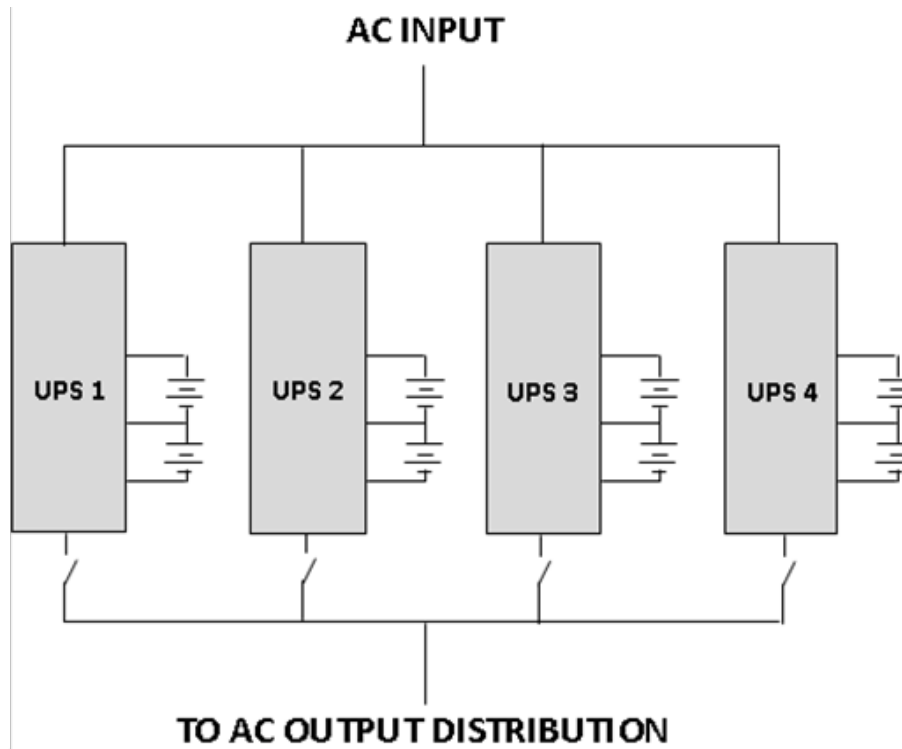 AC INPUT
UPS 1
UPS 2
UPS 3
UPS 4
TO AC OUTPUT DISTRIBUTION